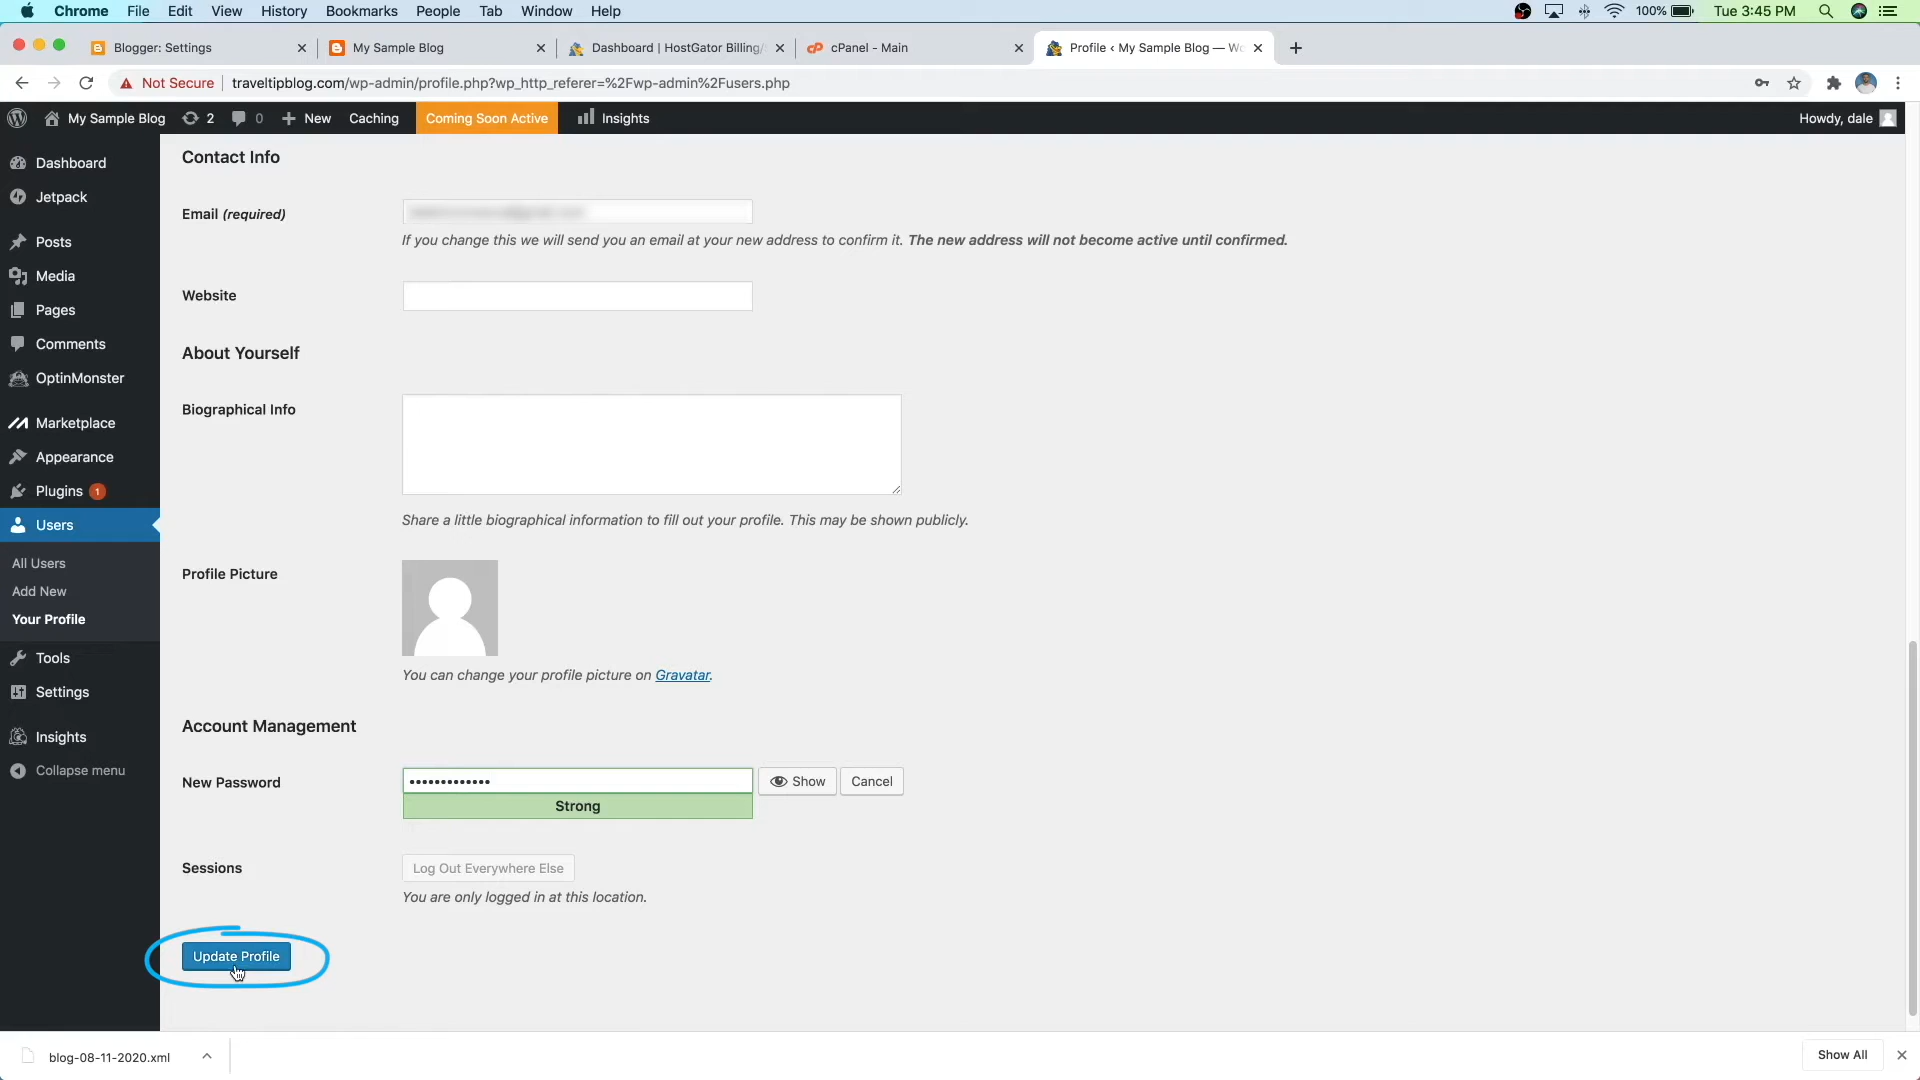 Chrome File Edit View History Bookmarks People Tab Window Help 100% Tue 3:45 PM
Blogger: Settings My Sample Blog Dashboard | HostGator Billing/ cPanel - Main Profile ‹ My Sample Blog — Wo
Not Secure traveltipblog.com/wp-admin/profile.php?wp_http_referer=%2Fwp-admin%2Fusers.php
My Sample Blog 2 0 New Caching Coming Soon Active Insights Howdy, dale
Dashboard
Jetpack
Posts
Media
Pages
Comments
OptinMonster
Marketplace
Appearance
Plugins 1
Users
All Users
Add New
Your Profile
Tools
Settings
Insights
Collapse menu
Contact Info
Email (required)
If you change this we will send you an email at your new address to confirm it. The new address will not become active until confirmed.
Website
About Yourself
Biographical Info
Share a little biographical information to fill out your profile. This may be shown publicly.
Profile Picture
You can change your profile picture on Gravatar.
Account Management
New Password ••••••••••••• Show Cancel
Strong
Sessions Log Out Everywhere Else
You are only logged in at this location.
Update Profile
blog-08-11-2020.xml Show All